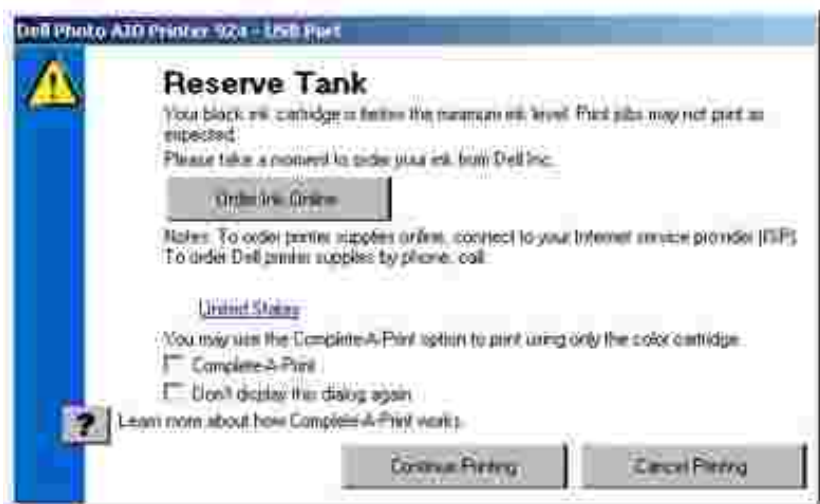 Dell Photo AIO Printer 924 - USB Port
Reserve Tank
Your black ink cartridge is below the minimum ink level. Print jobs may not print as
expected.
Please take a moment to order your ink from Dell Inc.
Order Ink Online
Notes: To order printer supplies online, connect to your Internet service provider (ISP)
To order Dell printer supplies by phone, call:
United States
You may use the Complete-A-Print option to print using only the color cartridge.
Complete-A-Print
Don't display this dialog again
? Learn more about how Complete-A-Print works.
Continue Printing
Cancel Printing